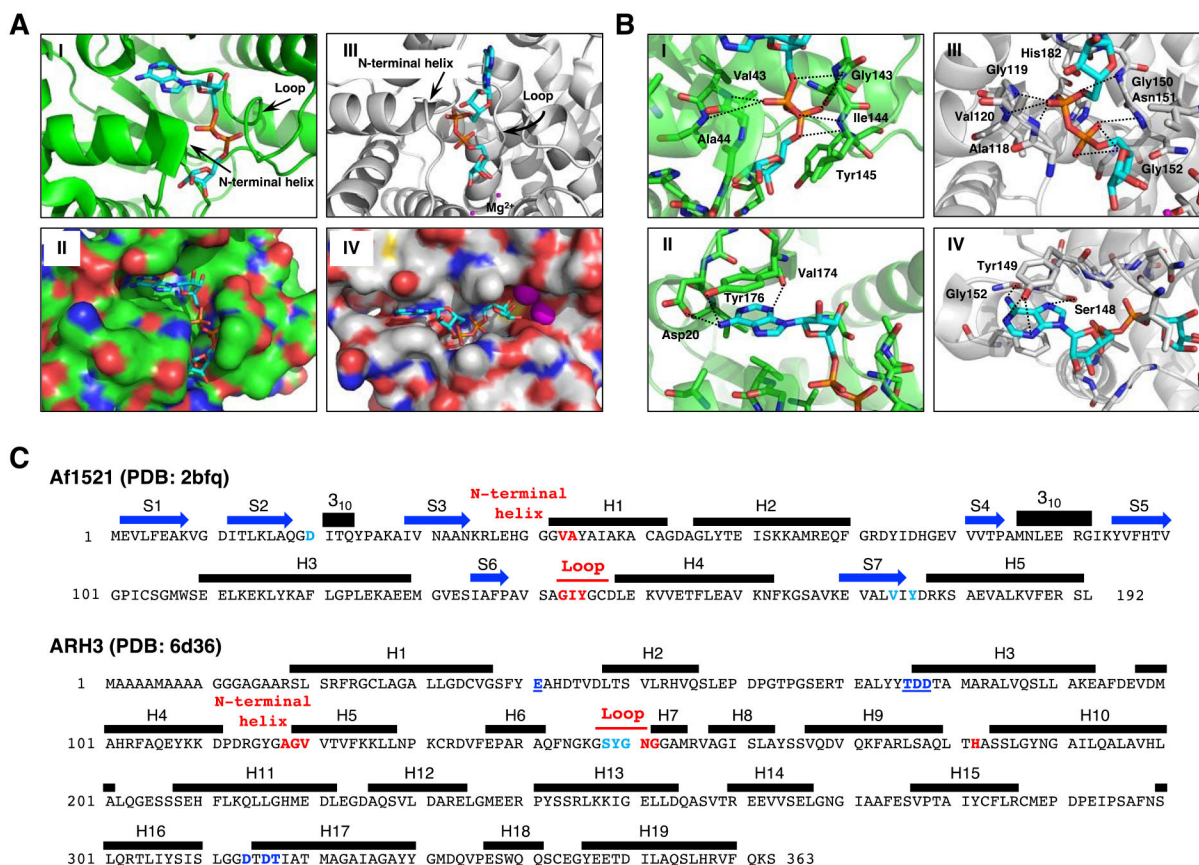 A
B
I
Loop
N-terminal helix
III
N-terminal helix
Loop
Mg2+
II
IV
I
Val43
Gly143
Ala44
Ile144
Tyr145
III
His182
Gly119
Gly150
Asn151
Val120
Ala118
Gly152
II
Val174
Tyr176
Asp20
IV
Tyr149
Gly152
Ser148
C
Af1521 (PDB: 2bfq)
S1 S2 310 S3 N-terminal helix H1 H2 S4 310 S5
1 MEVLFEAKVG DITLKLAQGD ITQYPAKAIV NAANKRLEHG GGVAYAIAKA CAGDAGLYTE ISKKAMREQF GRDYIDHGEV VVTPAMNLEE RGIKYVFHTV
H3 S6 Loop H4 S7 H5
101 GPICSGMWSE ELKEKLYKAF LGPLEKAEEM GVESIAFPAV SAGIYGCDLE KVVETFLEAV KNFKGSAVKE VALVIYDRKS AEVALKVFER SL 192
ARH3 (PDB: 6d36)
H1 H2 H3
1 MAAAAMAAAA GGGAGAARSL SRFRGCLAGA LLGDCVGSFY EAHDTVDLTS VLRHVQSLEP DPGTPGSERT EALYYTDDTA MARALVQSLL AKEAFDEVDM
H4 N-terminal helix H5 H6 Loop H7 H8 H9 H10
101 AHRFAQEYKK DPDRGYGAGV VTVFKKLLNP KCRDVFEPAR AQFNGKGSYG NGGAMRVAGI SLAYSSVQDV QKFARLSAQL THASSLGYNG AILQALAVHL
H11 H12 H13 H14 H15
201 ALQGESSSEH FLKQLLGHME DLEGDAQSVL DARELGMEER PYSSRLKKIG ELLDQASVTR EEVVSELGNG IAAFESVPTA IYCFLRCMEP DPEIPSAFNS
H16 H17 H18 H19
301 LQRTLIYSIS LGGDTDTIAT MAGAIAGAYY GMDQVPESWQ QSCEGYEETD ILAQSLHRVF QKS 363